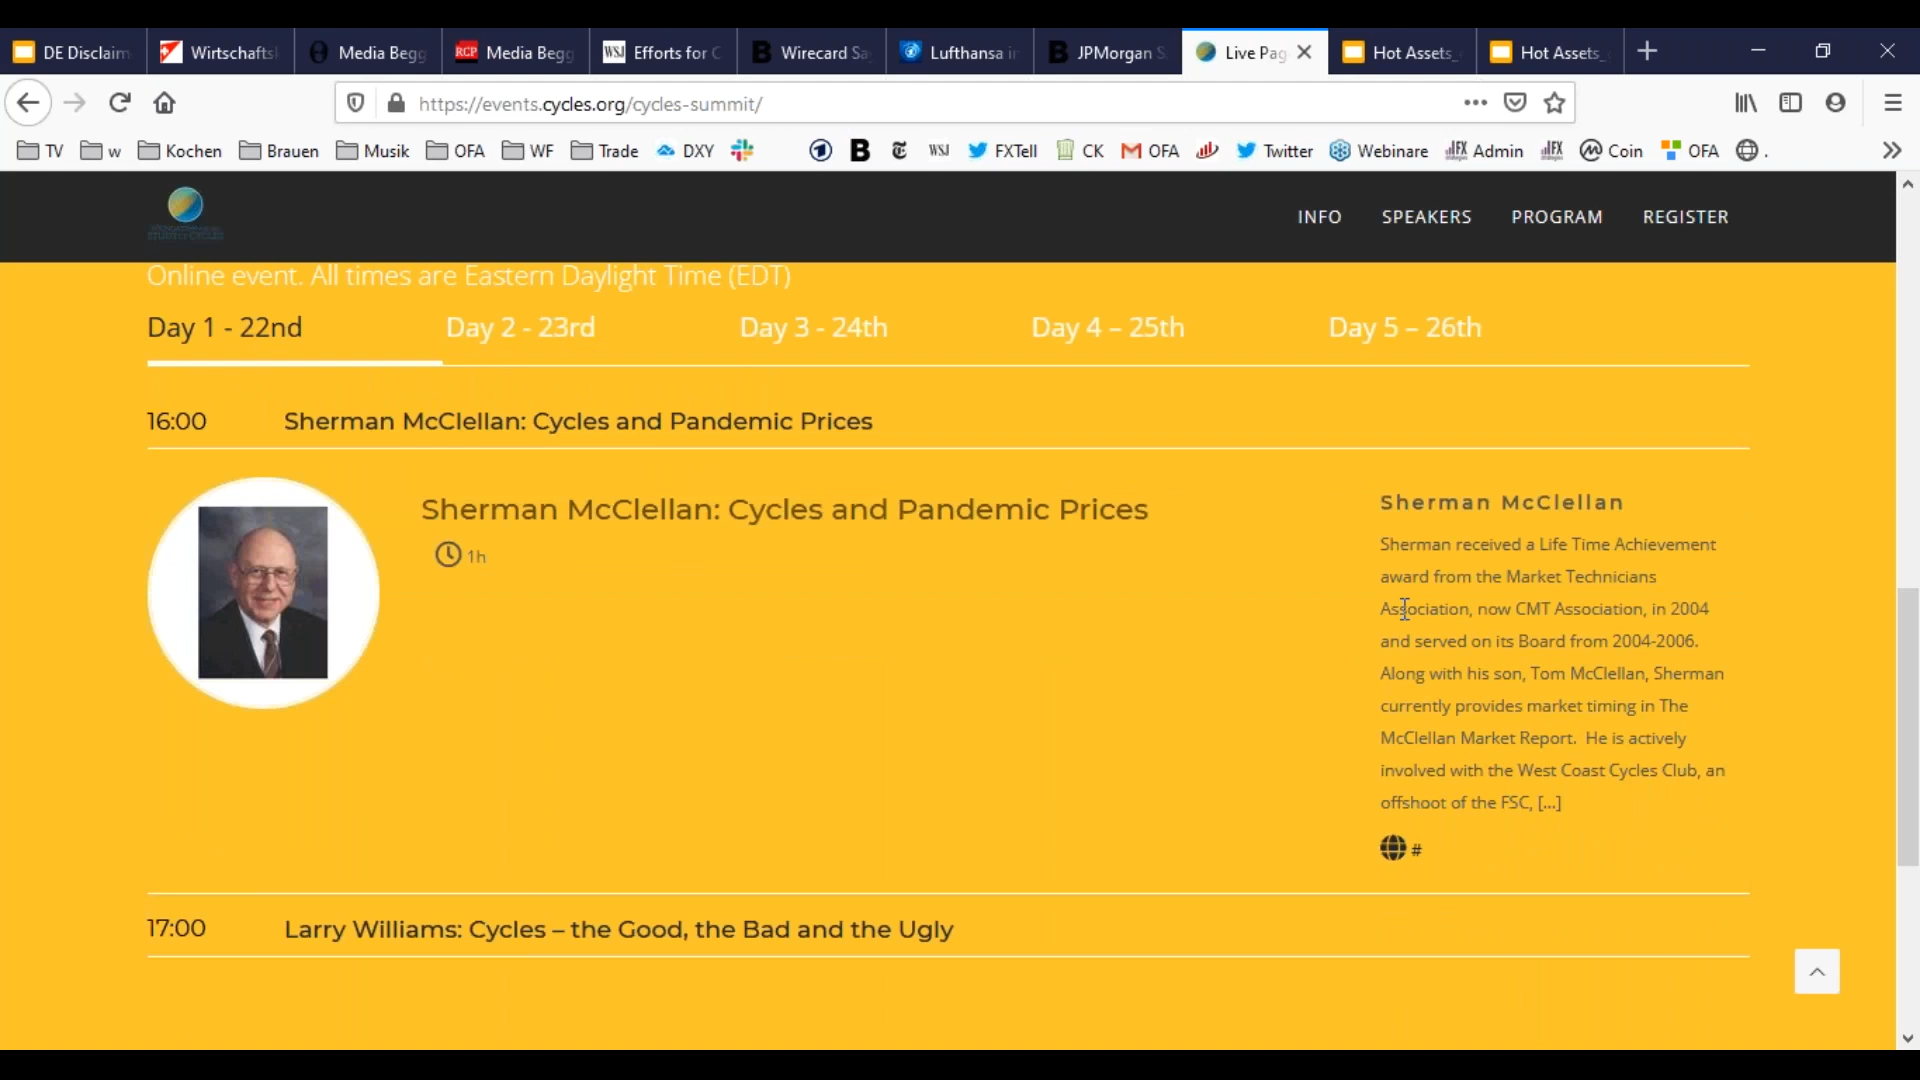 DE Disclaim
Wirtschafts
Media Begg
RCP Media Begg
WSJ Efforts for C
B Wirecard Sa
Lufthansa in
B JPMorgan S
Live Pag
Hot Assets_
Hot Assets_
https://events.cycles.org/cycles-summit/
TV w Kochen Brauen Musik OFA WF Trade DXY B WSJ FXTell CK OFA Twitter Webinare FX Admin FX Coin OFA .
INFO SPEAKERS PROGRAM REGISTER
Online event. All times are Eastern Daylight Time (EDT)
Day 1 - 22nd Day 2 - 23rd Day 3 - 24th Day 4 – 25th Day 5 – 26th
16:00 Sherman McClellan: Cycles and Pandemic Prices
Sherman McClellan: Cycles and Pandemic Prices
1h
Sherman McClellan
Sherman received a Life Time Achievement
award from the Market Technicians
Association, now CMT Association, in 2004
and served on its Board from 2004-2006.
Along with his son, Tom McClellan, Sherman
currently provides market timing in The
McClellan Market Report. He is actively
involved with the West Coast Cycles Club, an
offshoot of the FSC, [...]
#
17:00 Larry Williams: Cycles – the Good, the Bad and the Ugly